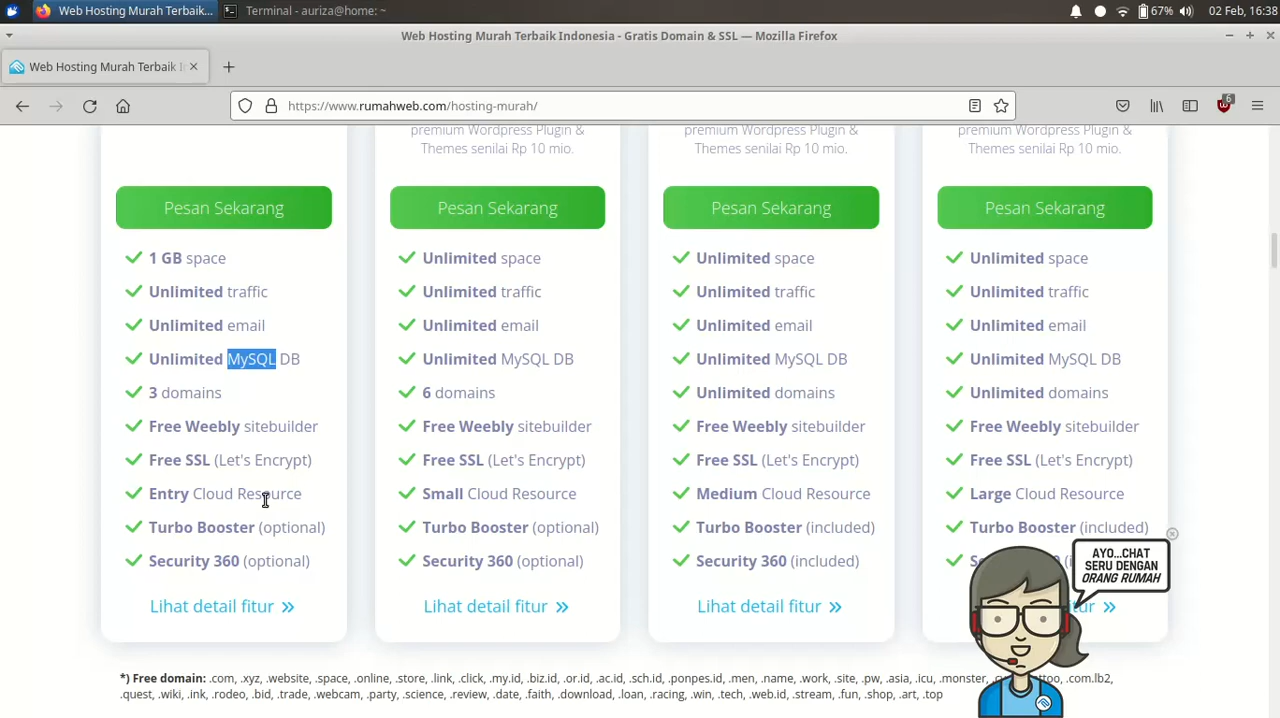 Web Hosting Murah Terbaik...
Terminal - auriza@home: ~
67%
02 Feb, 16:38
Web Hosting Murah Terbaik Indonesia - Gratis Domain & SSL — Mozilla Firefox
Web Hosting Murah Terbaik
https://www.rumahweb.com/hosting-murah/
6
premium Wordpress Plugin &
Themes senilai Rp 10 mio.
premium Wordpress Plugin &
Themes senilai Rp 10 mio.
premium Wordpress Plugin &
Themes senilai Rp 10 mio.
Pesan Sekarang
1 GB space
Unlimited traffic
Unlimited email
Unlimited MySQL DB
3 domains
Free Weebly sitebuilder
Free SSL (Let's Encrypt)
Entry Cloud Resource
Turbo Booster (optional)
Security 360 (optional)
Lihat detail fitur »
Pesan Sekarang
Unlimited space
Unlimited traffic
Unlimited email
Unlimited MySQL DB
6 domains
Free Weebly sitebuilder
Free SSL (Let's Encrypt)
Small Cloud Resource
Turbo Booster (optional)
Security 360 (optional)
Lihat detail fitur »
Pesan Sekarang
Unlimited space
Unlimited traffic
Unlimited email
Unlimited MySQL DB
Unlimited domains
Free Weebly sitebuilder
Free SSL (Let's Encrypt)
Medium Cloud Resource
Turbo Booster (included)
Security 360 (included)
Lihat detail fitur »
Pesan Sekarang
Unlimited space
Unlimited traffic
Unlimited email
Unlimited MySQL DB
Unlimited domains
Free Weebly sitebuilder
Free SSL (Let's Encrypt)
Large Cloud Resource
Turbo Booster (included)
AYO...CHAT
SERU DENGAN
ORANG RUMAH
*) Free domain: .com, .xyz, .website, .space, .online, .store, .link, .click, .my.id, .biz.id, .or.id, .ac.id, .sch.id, .ponpes.id, .men, .name, .work, .site, .pw, .asia, .icu, .monster, .com.lb2,
.quest, .wiki, .ink, .rodeo, .bid, .trade, .webcam, .party, .science, .review, .date, .faith, .download, .loan, .racing, .win, .tech, .web.id, .stream, .fun, .shop, .art, .top